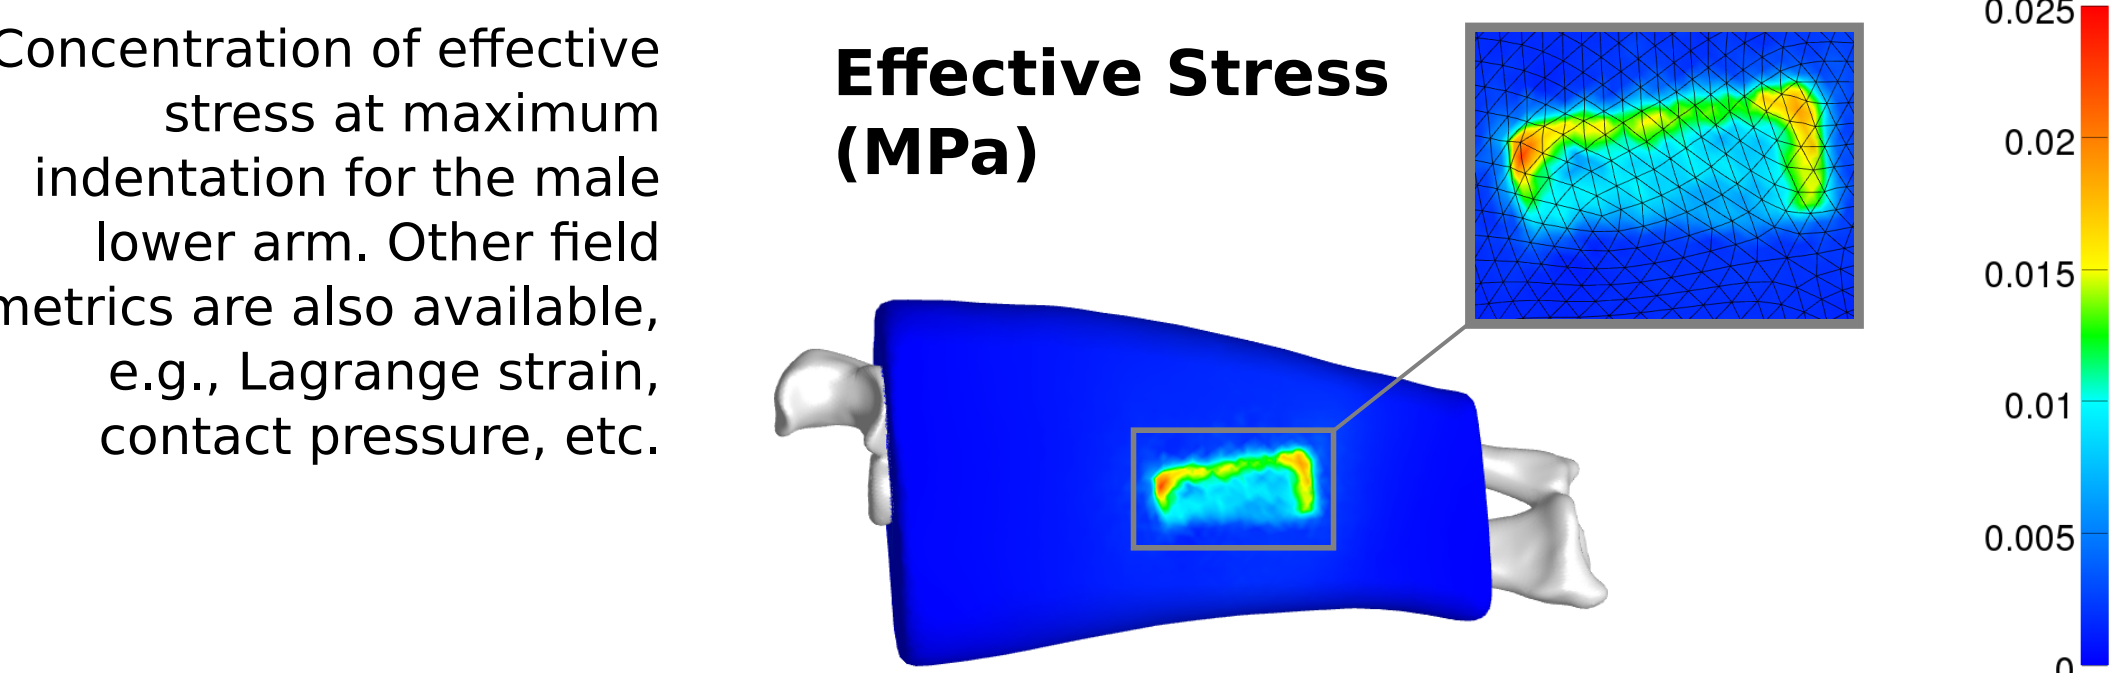 Concentration of effective
stress at maximum
indentation for the male
lower arm. Other field
metrics are also available,
e.g., Lagrange strain,
contact pressure, etc.
Effective Stress
(MPa)
0.025
0.02
0.015
0.01
0.005
0